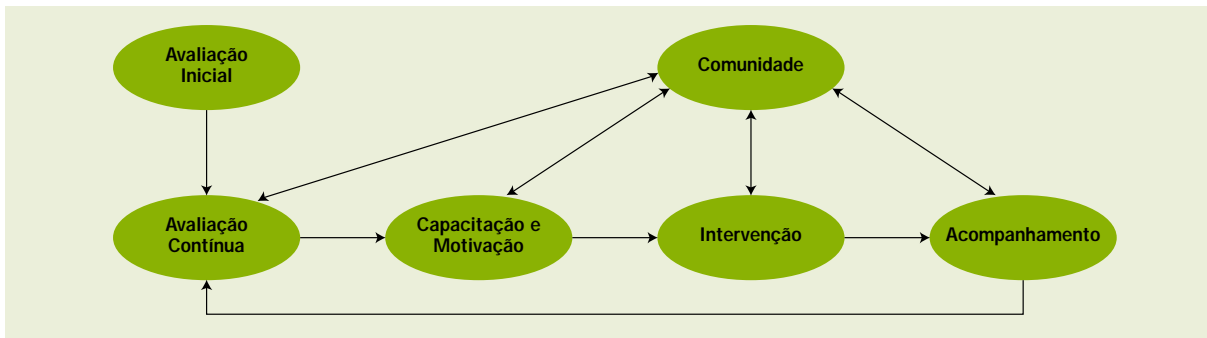 Avaliação
Inicial
Comunidade
Avaliação
Contínua
Capacitação e
Motivação
Intervenção
Acompanhamento